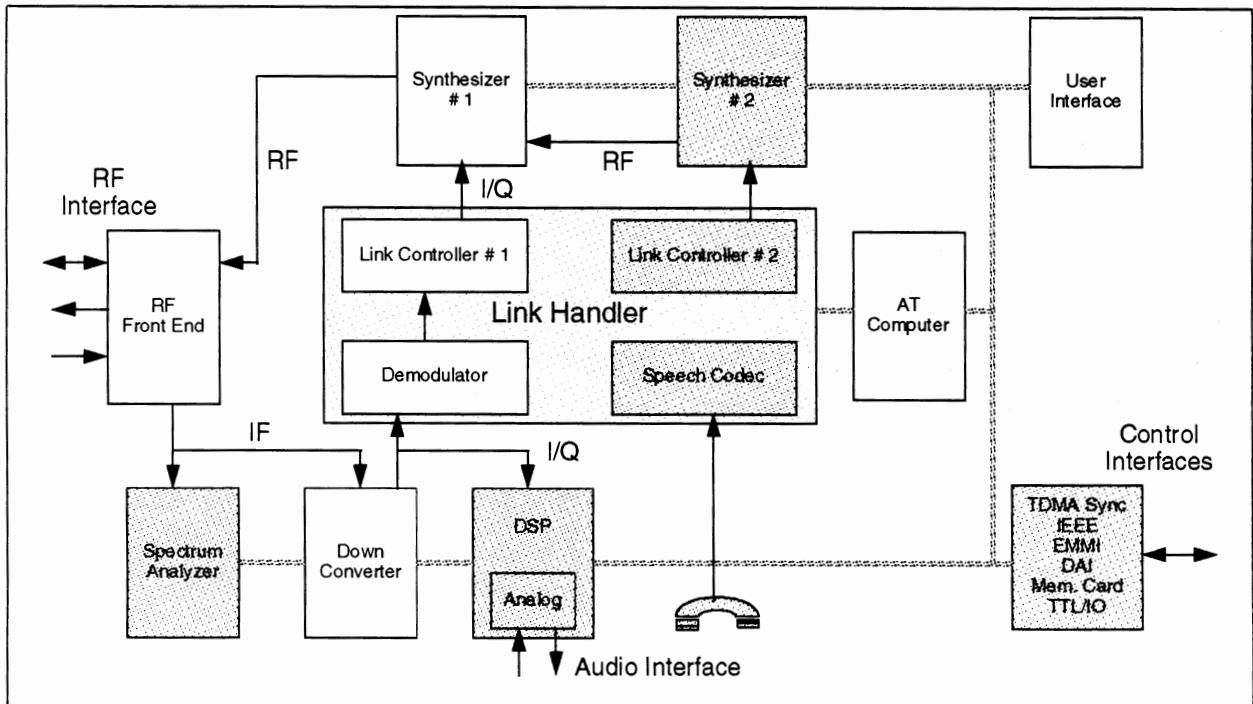 Synthesizer
# 1
Synthesizer
# 2
User
Interface
RF
RF
I/Q
RF
Interface
Link Controller # 1
Link Controller # 2
RF
Front End
Link Handler
AT
Computer
Demodulator
Speech Codec
IF
I/Q
Control
Interfaces
Spectrum
Analyzer
Down
Converter
DSP
Analog
TDMA Sync
IEEE
EMMI
DAI
Mem. Card
TTL/IO
Audio Interface